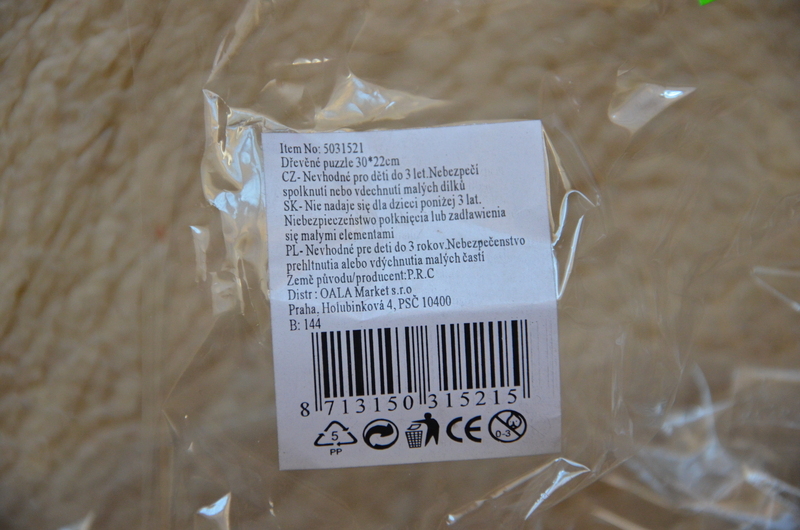 Item No: 5031521
Dřevěné puzzle 30*22cm
CZ- Nevhodné pro děti do 3 let.Nebezpečí
spolknutí nebo vdechnutí malých dílků
SK- Nie nadaje się dla dzieci poniżej 3 lat.
Niebezpieczeństwo połknięcia lub zadławienia
się małymi elementami
PL- Nevhodné pre deti do 3 rokov.Nebezpečenstvo
prehltnutia alebo vdýchnutia malých častí
Země původu/producent:P.R.C
Distr : OALA Market s.r.o
Praha, Holubinková 4, PSČ 10400
B: 144
8 713150 315215
5
PP
CE
0-3